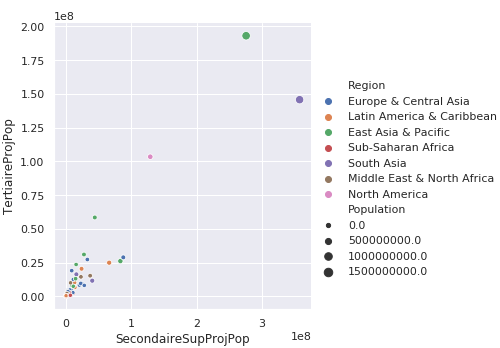 1e8
2.00
1.75
1.50
1.25
1.00
0.75
0.50
0.25
0.00
TertiaireProjPop
0
1
2
3
1e8
SecondaireSupProjPop
Region
Europe & Central Asia
Latin America & Caribbean
East Asia & Pacific
Sub-Saharan Africa
South Asia
Middle East & North Africa
North America
Population
0.0
500000000.0
1000000000.0
1500000000.0